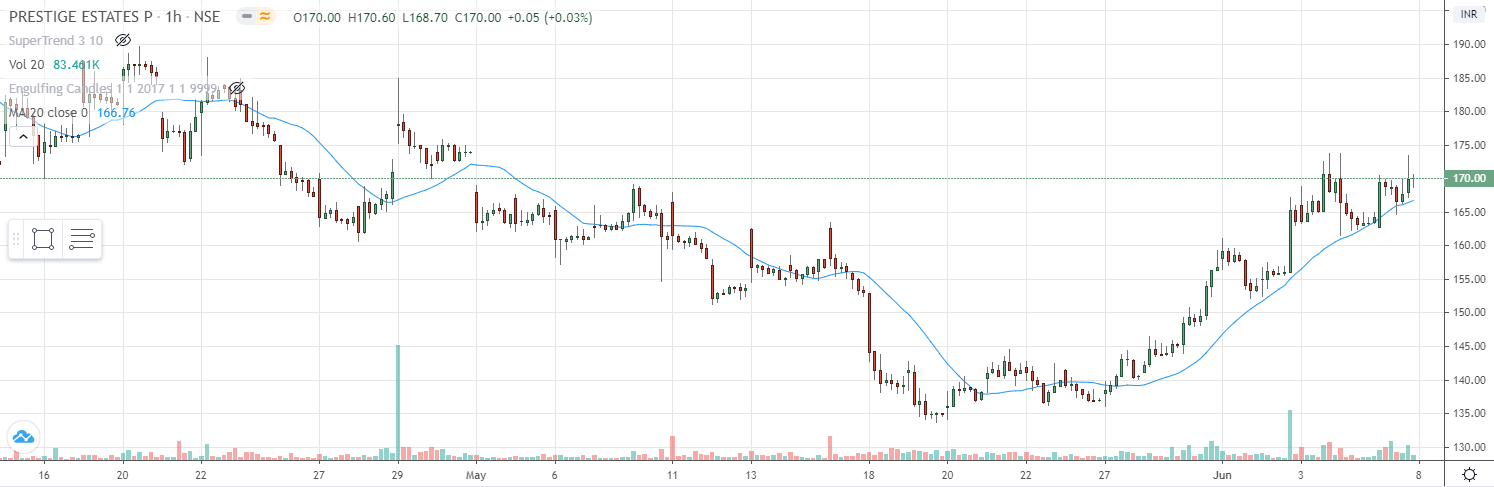 PRESTIGE ESTATES P · 1h · NSE O170.00 H170.60 L168.70 C170.00 +0.05 (+0.03%)
INR
SuperTrend 3 10
Vol 20 83.461K
Engulfing Candles 1 1 2017 1 1 9999
MA 20 close 0 166.76
190.00
185.00
180.00
175.00
170.00
165.00
160.00
155.00
150.00
145.00
140.00
135.00
130.00
16 20 22 27 29 May 6 11 13 18 20 22 27 Jun 3 8